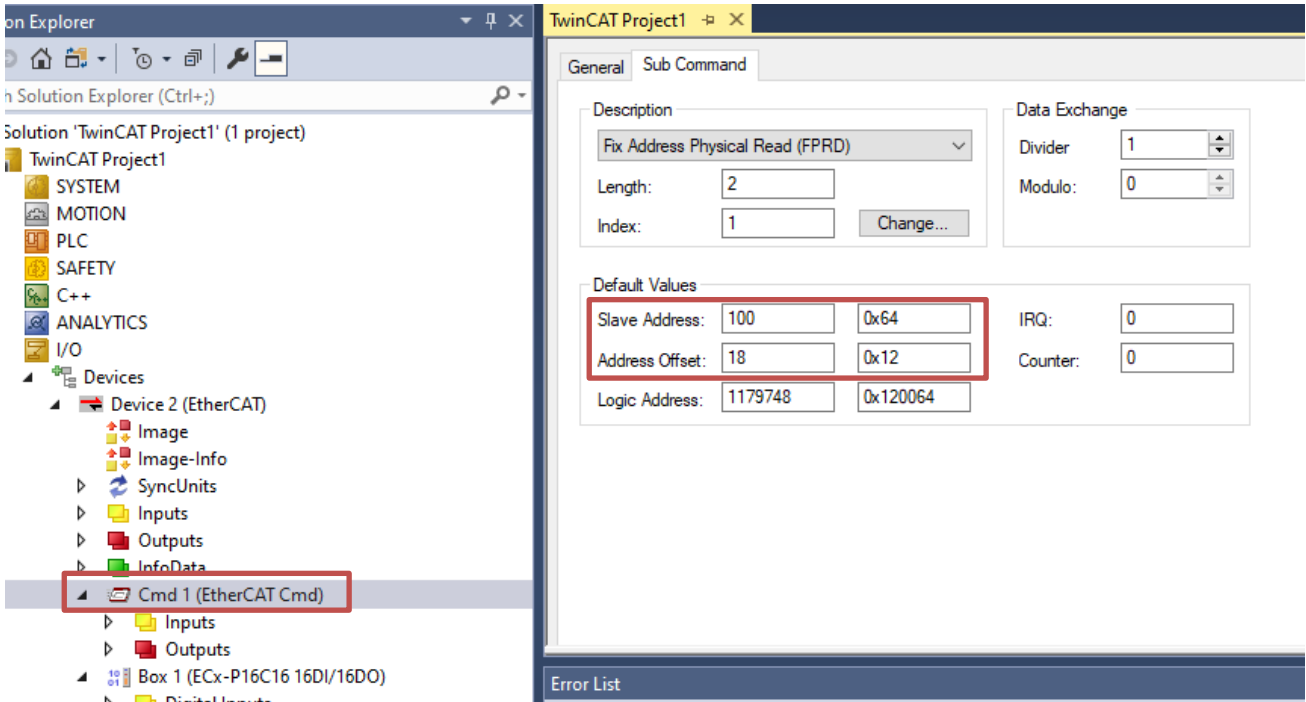 on Explorer
h Solution Explorer (Ctrl+;)
Solution 'TwinCAT Project1' (1 project)
TwinCAT Project1
SYSTEM
MOTION
PLC
SAFETY
C++
ANALYTICS
I/O
Devices
Device 2 (EtherCAT)
Image
Image-Info
SyncUnits
Inputs
Outputs
InfoData
Cmd 1 (EtherCAT Cmd)
Inputs
Outputs
Box 1 (ECx-P16C16 16DI/16DO)
TwinCAT Project1
General Sub Command
Description
Fix Address Physical Read (FPRD)
Length: 2
Index: 1 Change...
Data Exchange
Divider 1
Modulo: 0
Default Values
Slave Address: 100 0x64 IRQ: 0
Address Offset: 18 0x12 Counter: 0
Logic Address: 1179748 0x120064
Error List